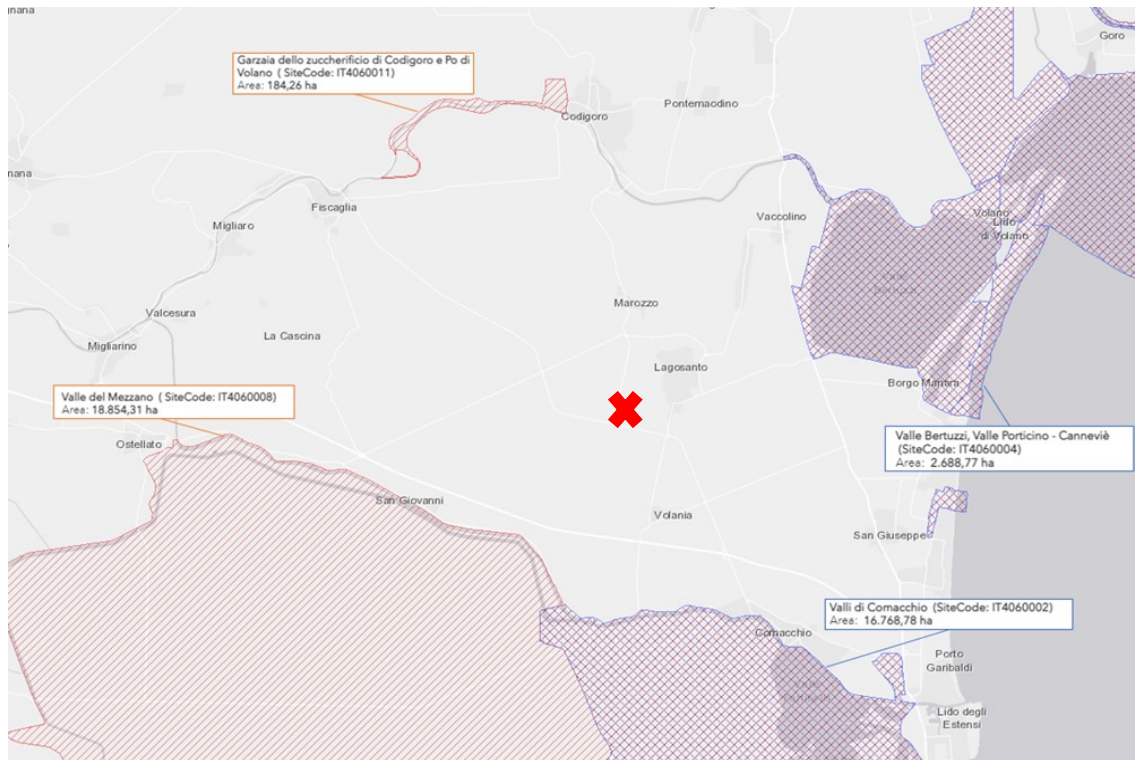 gnana
Goro
Garzaia dello zuccherificio di Codigoro e Po di
Volano ( SiteCode: IT4060011)
Area: 184,26 ha
Pontemaodino
Codigoro
mana
Fiscaglia
Vaccolino
Volano
Lido
di Volano
Migliaro
Marozzo
Valcesura
La Cascina
Migliarino
Lagosanto
Borgo Manara
Valle del Mezzano ( SiteCode: IT4060008)
Area: 18.854,31 ha
Ostellato
Valle Bertuzzi, Valle Porticino - Canneviè
(SiteCode: IT4060004)
Area: 2.688,77 ha
San Giovanni
Volania
San Giuseppe
Valli di Comacchio (SiteCode: IT4060002)
Area: 16.768,78 ha
Comacchio
Porto
Garibaldi
Lido degli
Estensi